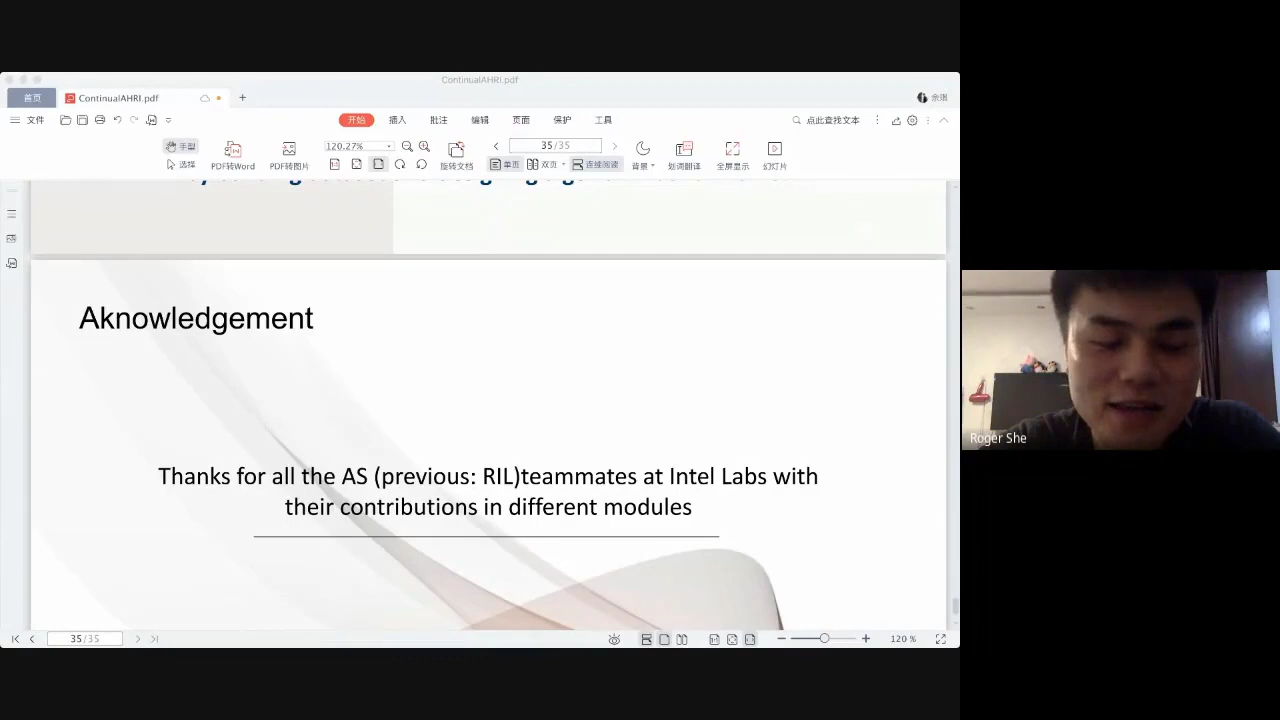 ContinualAHRI.pdf
首页
ContinualAHRI.pdf
文件
开始
插入
批注
编辑
页面
保护
工具
点此查找文本
手型
选择
PDF转Word
PDF转图片
120.27%
旋转文档
35/35
单页
双页
连续阅读
背景
划词翻译
全屏显示
幻灯片
Aknowledgement
Thanks for all the AS (previous: RIL)teammates at Intel Labs with
their contributions in different modules
Roger She
35/35
120 %